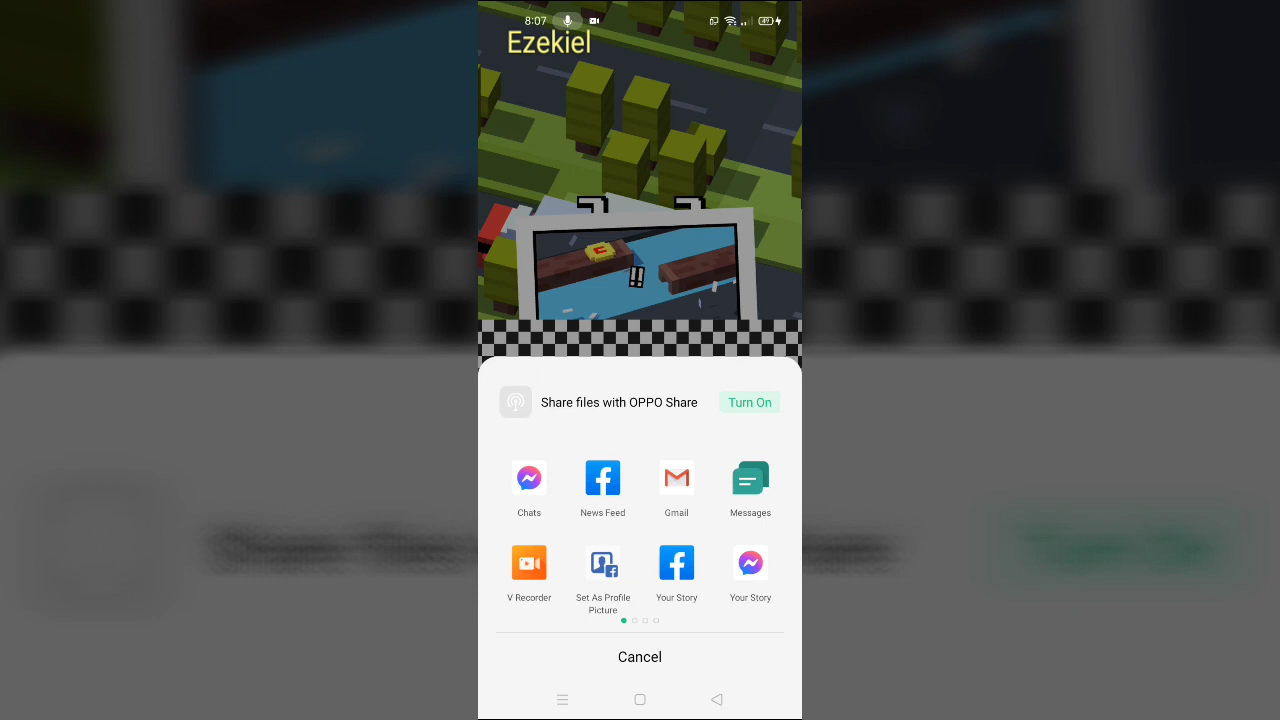 8:07
49
Ezekiel
Share files with OPPO Share
Turn On
Chats
News Feed
Gmail
Messages
V Recorder
Set As Profile
Picture
Your Story
Your Story
Cancel